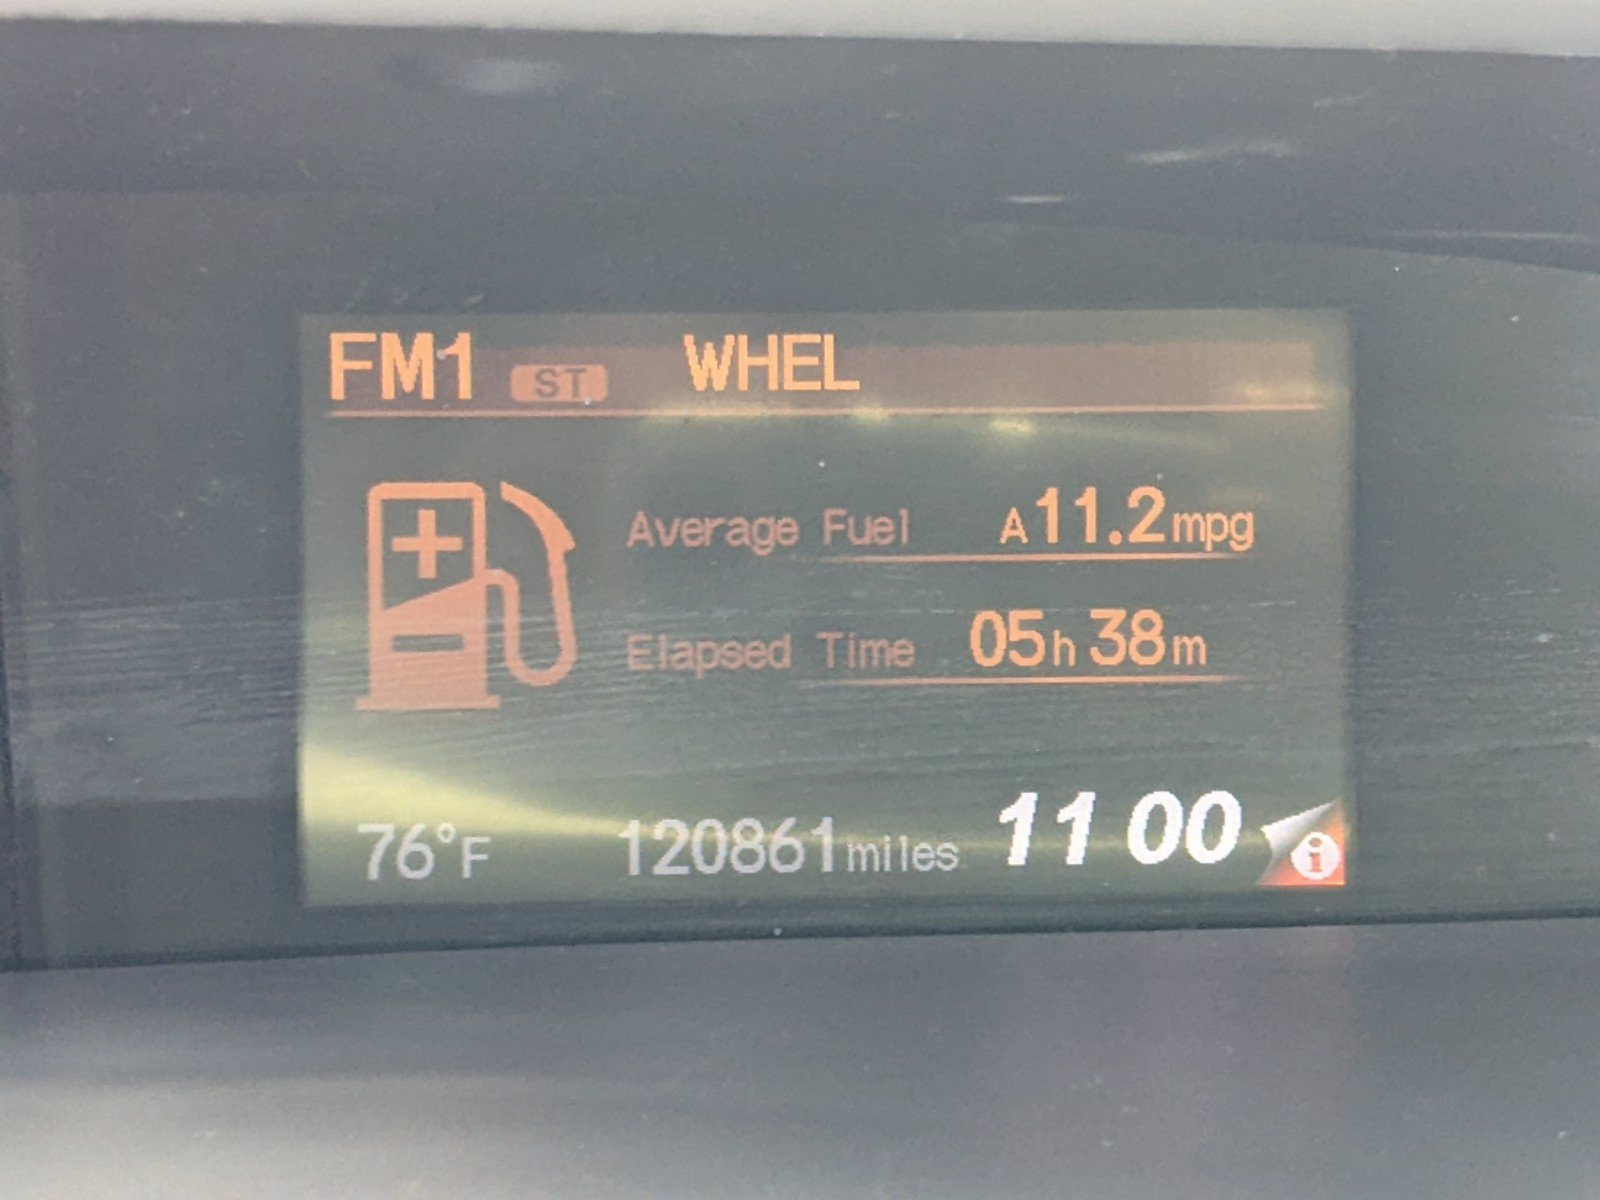 FM1 ST WHEL
Average Fuel A11.2mpg
Elapsed Time 05h38m
76°F 120861miles 11 00 i